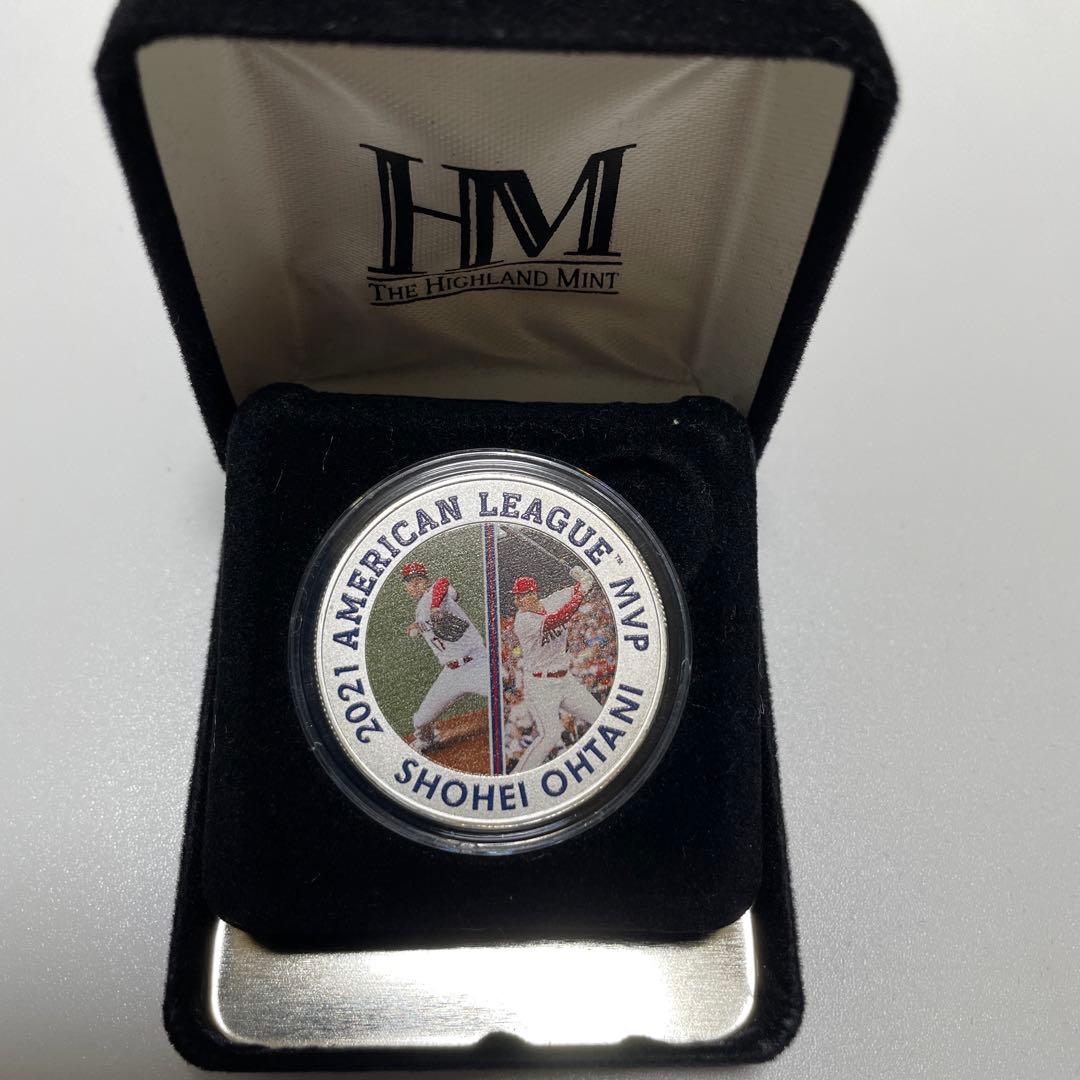 HM
THE HIGHLAND MINT
2021 AMERICAN LEAGUE™ MVP
SHOHEI OHTANI